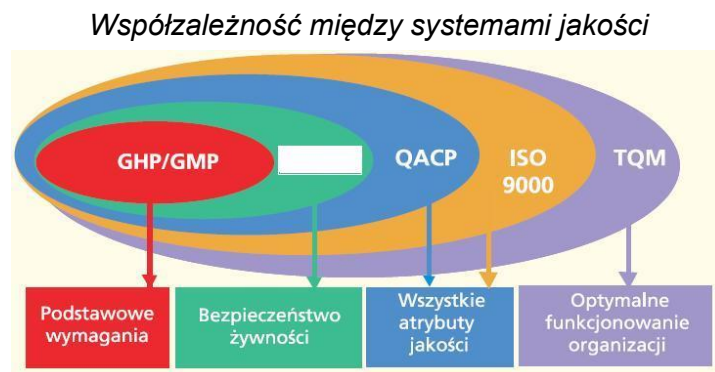 Współzależność między systemami jakości
GHP/GMP
QACP
ISO
9000
TQM
Podstawowe
wymagania
Bezpieczeństwo
żywności
Wszystkie
atrybuty
jakości
Optymalne
funkcjonowanie
organizacji